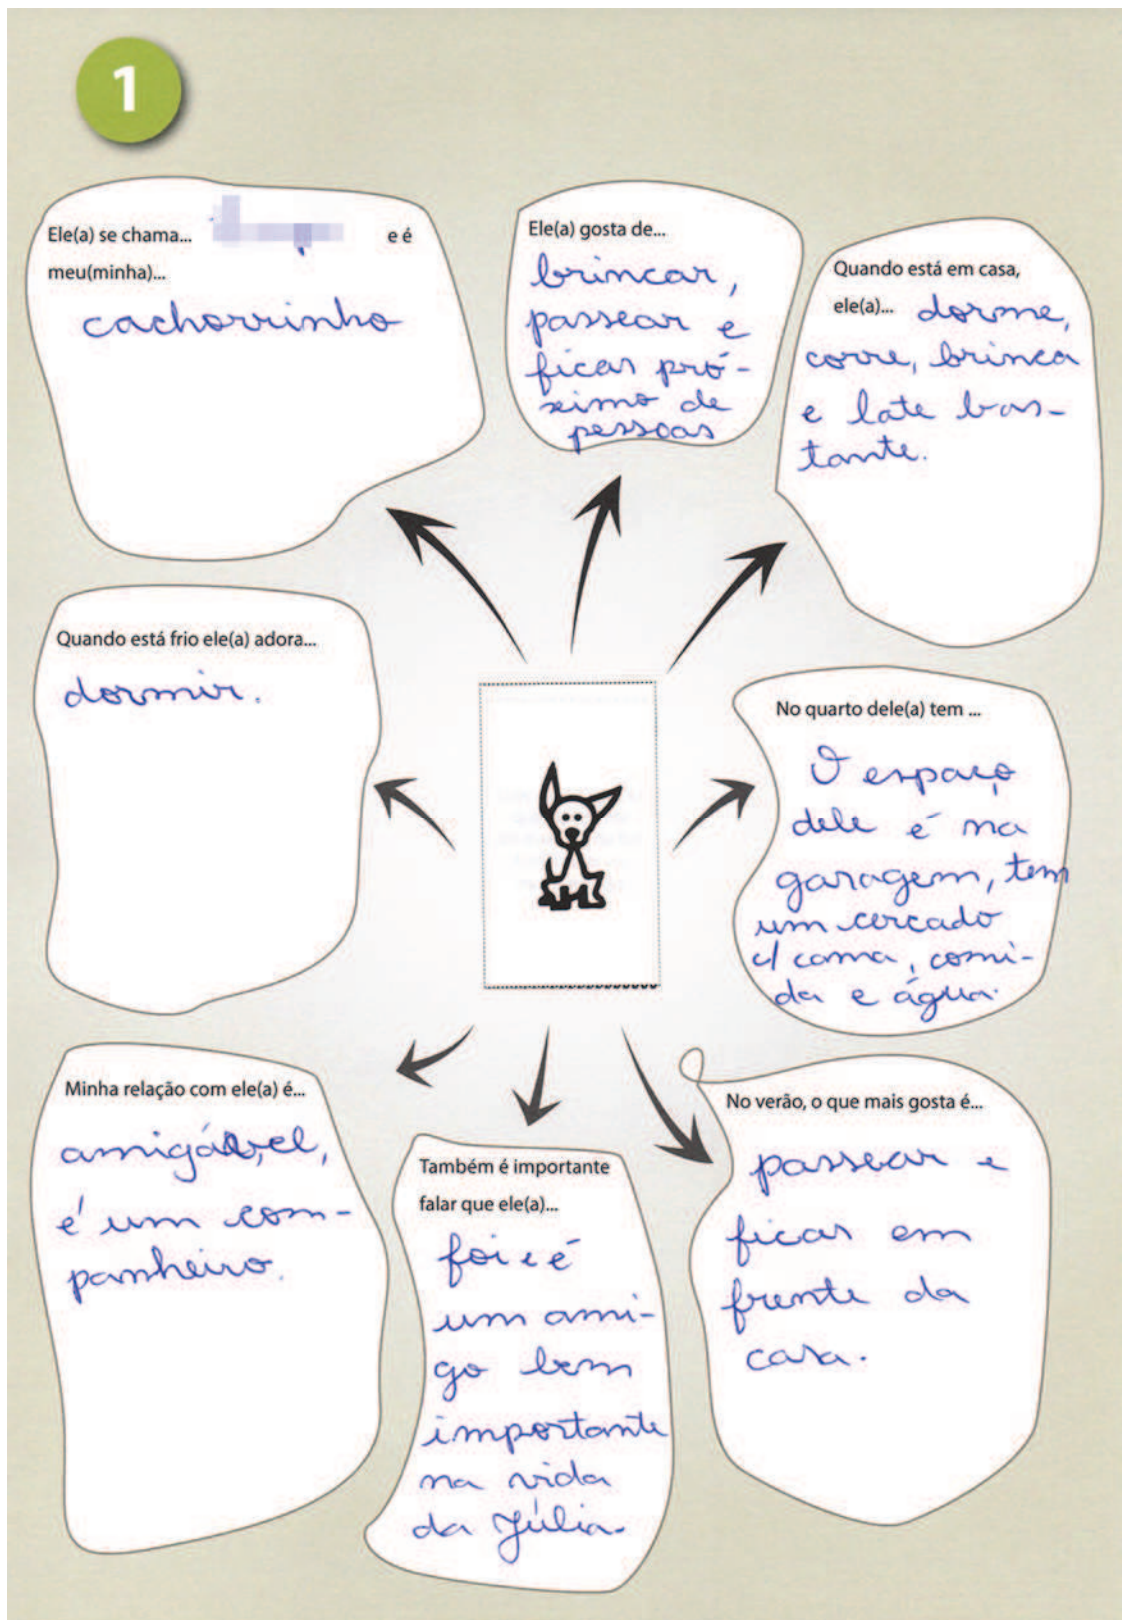 1
Ele(a) se chama... e é
meu(minha)...
cachorrinho
Ele(a) gosta de...
brincar,
passear e
ficar pró-
ximo de
pessoas
Quando está em casa,
ele(a)... dorme,
corre, brinca
e late bas-
tante.
Quando está frio ele(a) adora...
dormir.
No quarto dele(a) tem ...
O espaço
dele é na
garagem, tem
um cercado
c/ cama, comi-
da e água.
Minha relação com ele(a) é...
amigável,
é um com-
panheiro.
Também é importante
falar que ele(a)...
foi e é
um ami-
go bem
importante
na vida
da Júlia.
No verão, o que mais gosta é...
passear e
ficar em
frente da
casa.